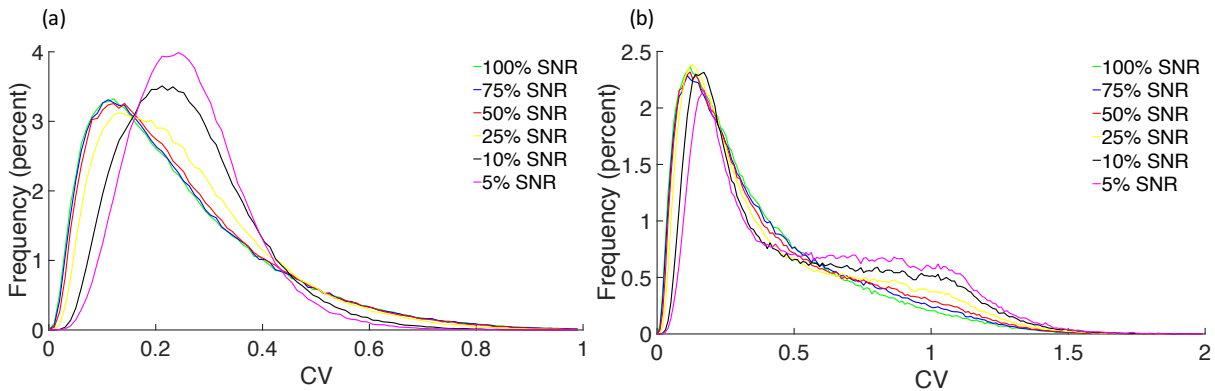 (a)
Frequency (percent)
4
3
2
1
0
0
0.2
0.4
0.6
0.8
1
CV
100% SNR
75% SNR
50% SNR
25% SNR
10% SNR
5% SNR
(b)
Frequency (percent)
2.5
2
1.5
1
0.5
0
0
0.5
1
1.5
2
CV
100% SNR
75% SNR
50% SNR
25% SNR
10% SNR
5% SNR